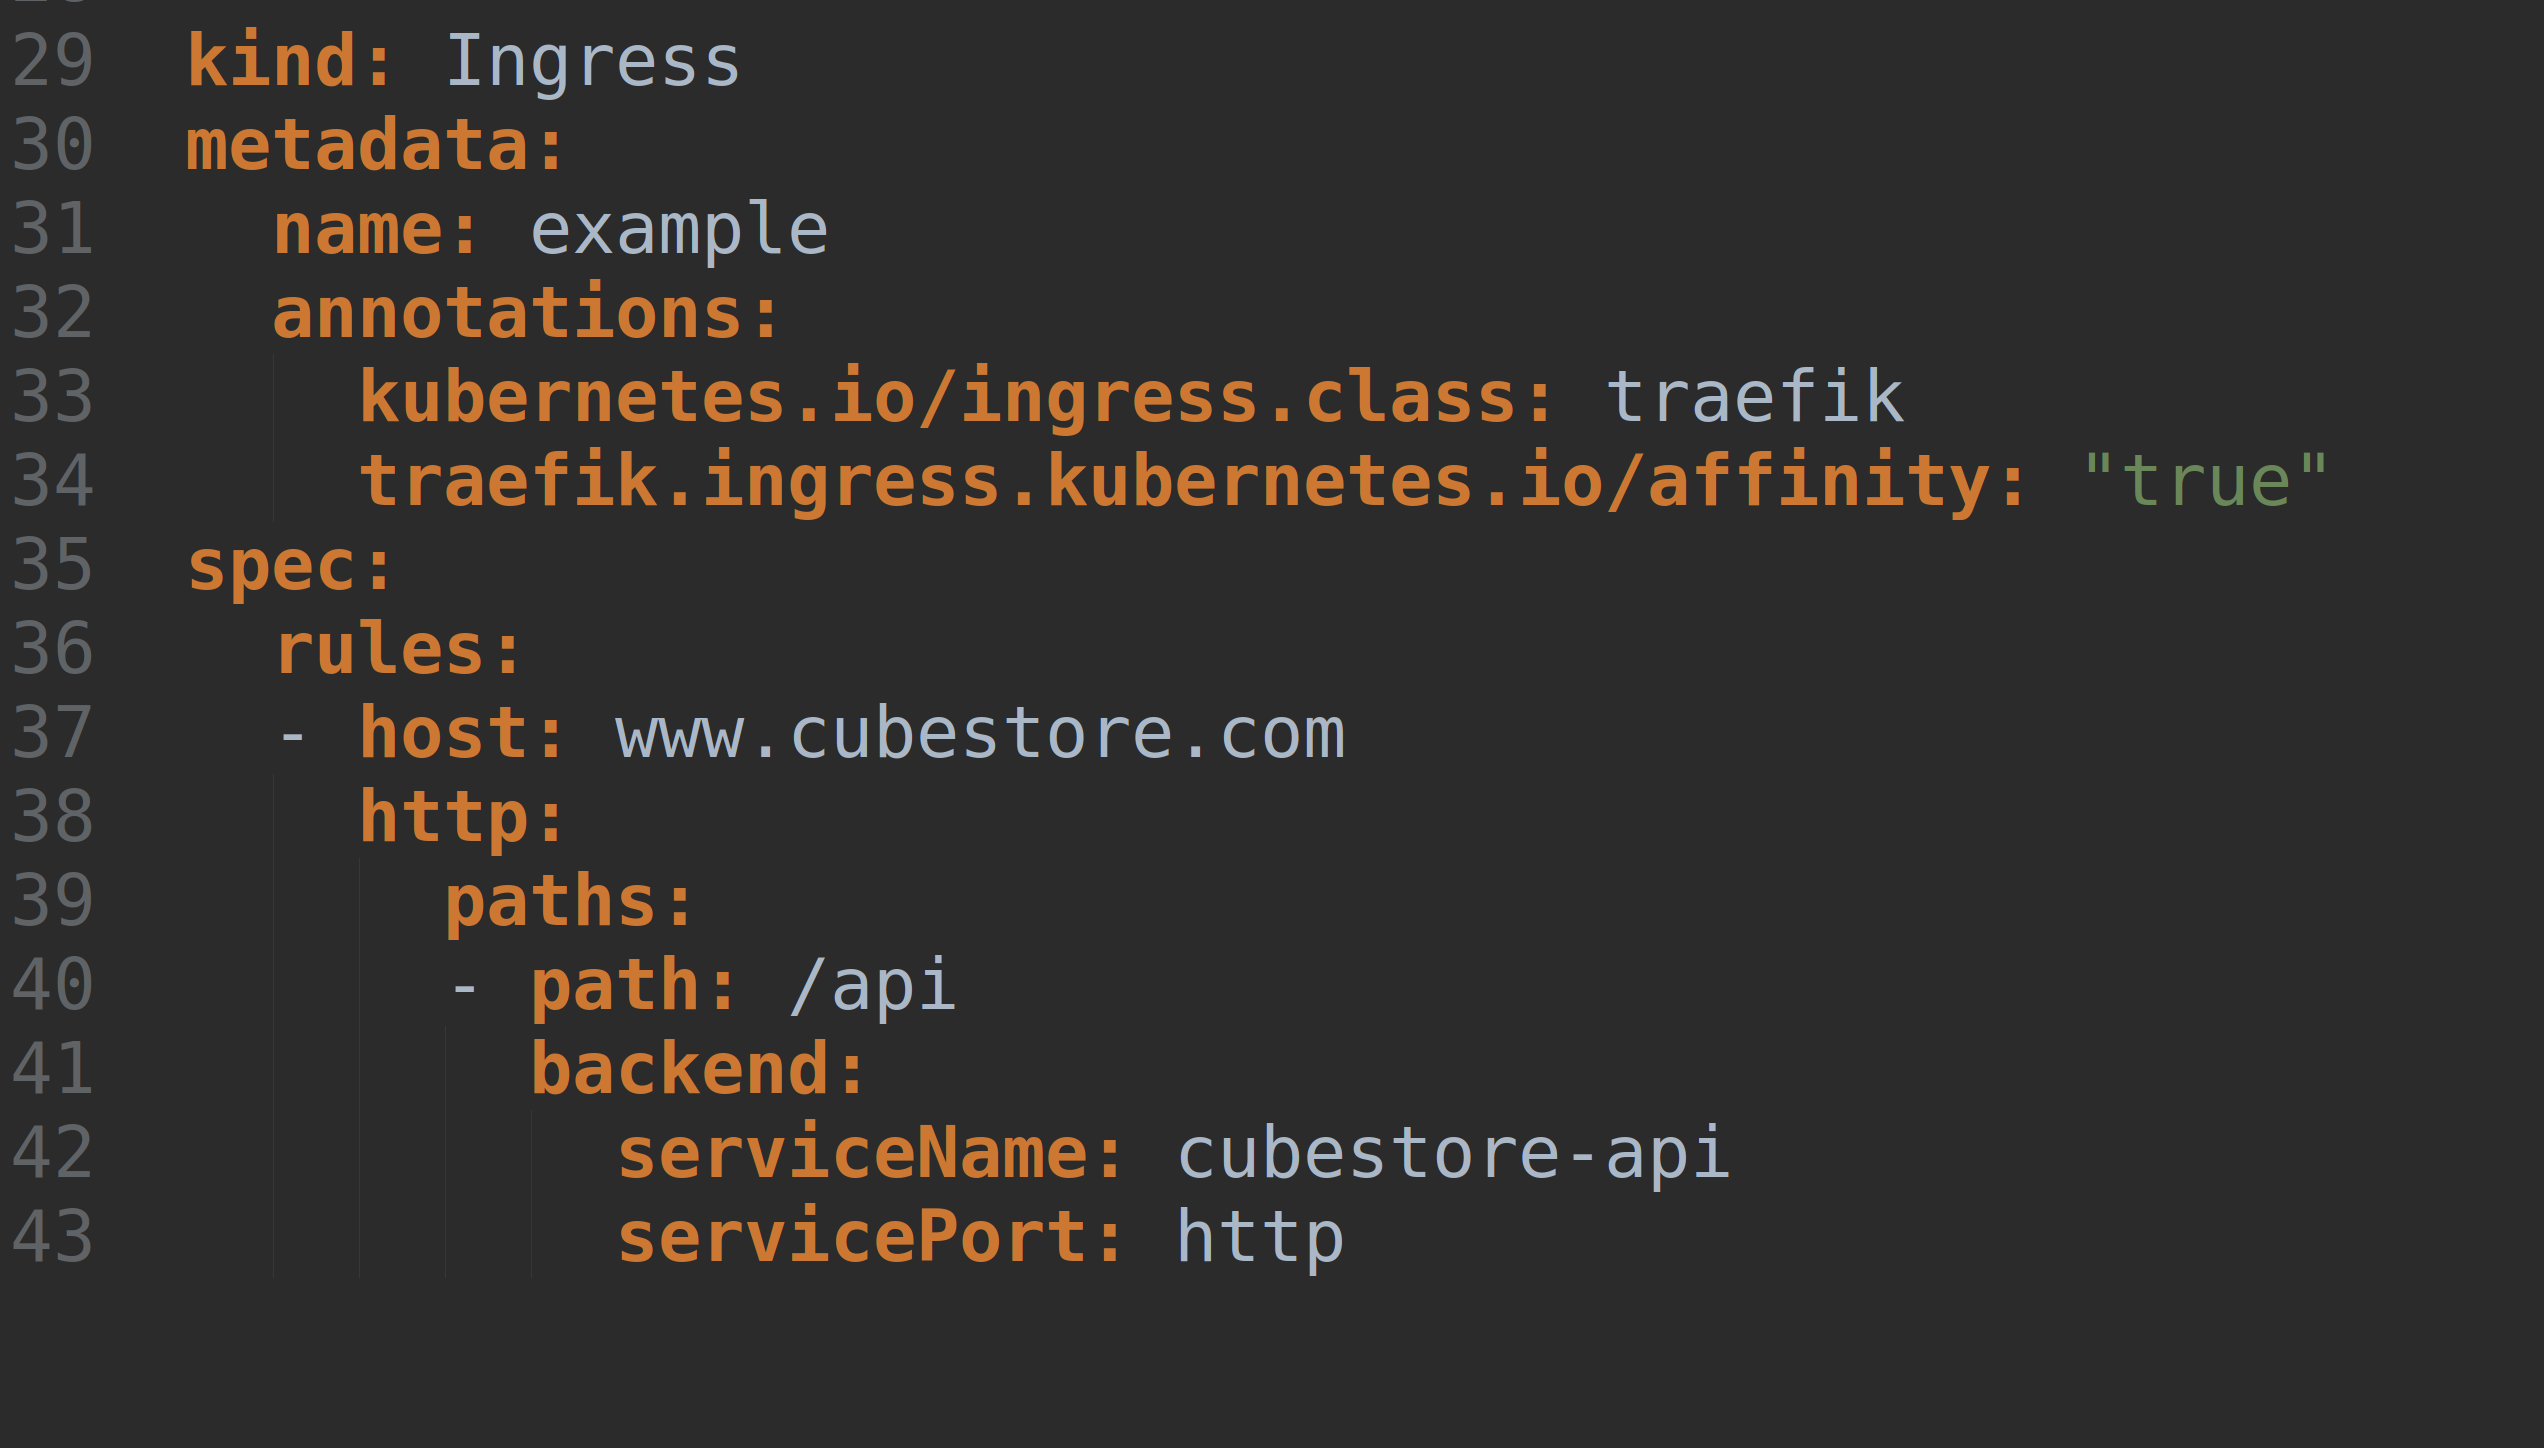 29 kind: Ingress
30 metadata:
31   name: example
32   annotations:
33     kubernetes.io/ingress.class: traefik
34     traefik.ingress.kubernetes.io/affinity: "true"
35 spec:
36   rules:
37   - host: www.cubestore.com
38     http:
39       paths:
40       - path: /api
41         backend:
42           serviceName: cubestore-api
43           servicePort: http